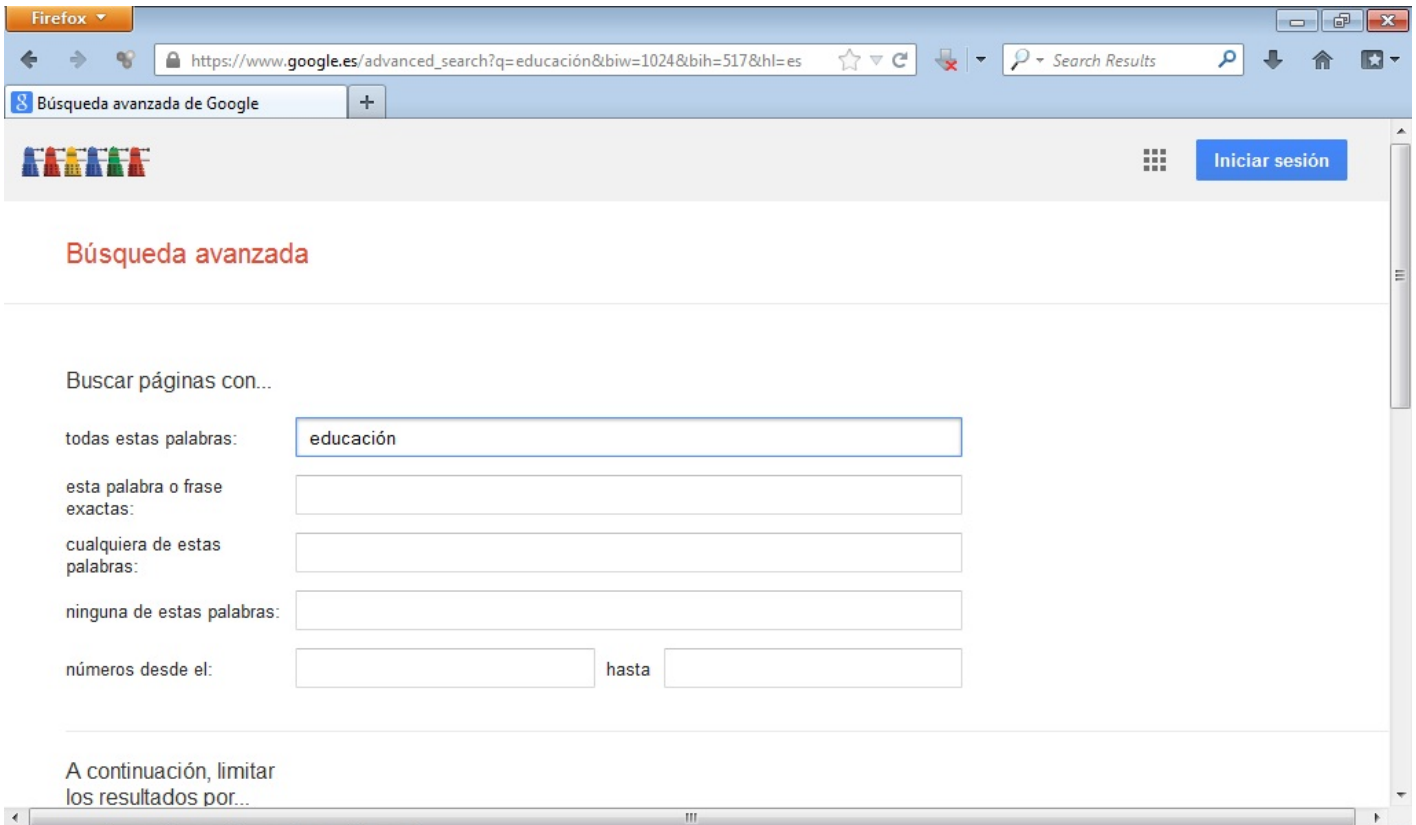 Firefox
https://www.google.es/advanced_search?q=educación&biw=1024&bih=517&hl=es
Search Results
8 Búsqueda avanzada de Google
Iniciar sesión
Búsqueda avanzada
Buscar páginas con...
todas estas palabras: educación
esta palabra o frase
exactas:
cualquiera de estas
palabras:
ninguna de estas palabras:
números desde el: hasta
A continuación, limitar
los resultados por...